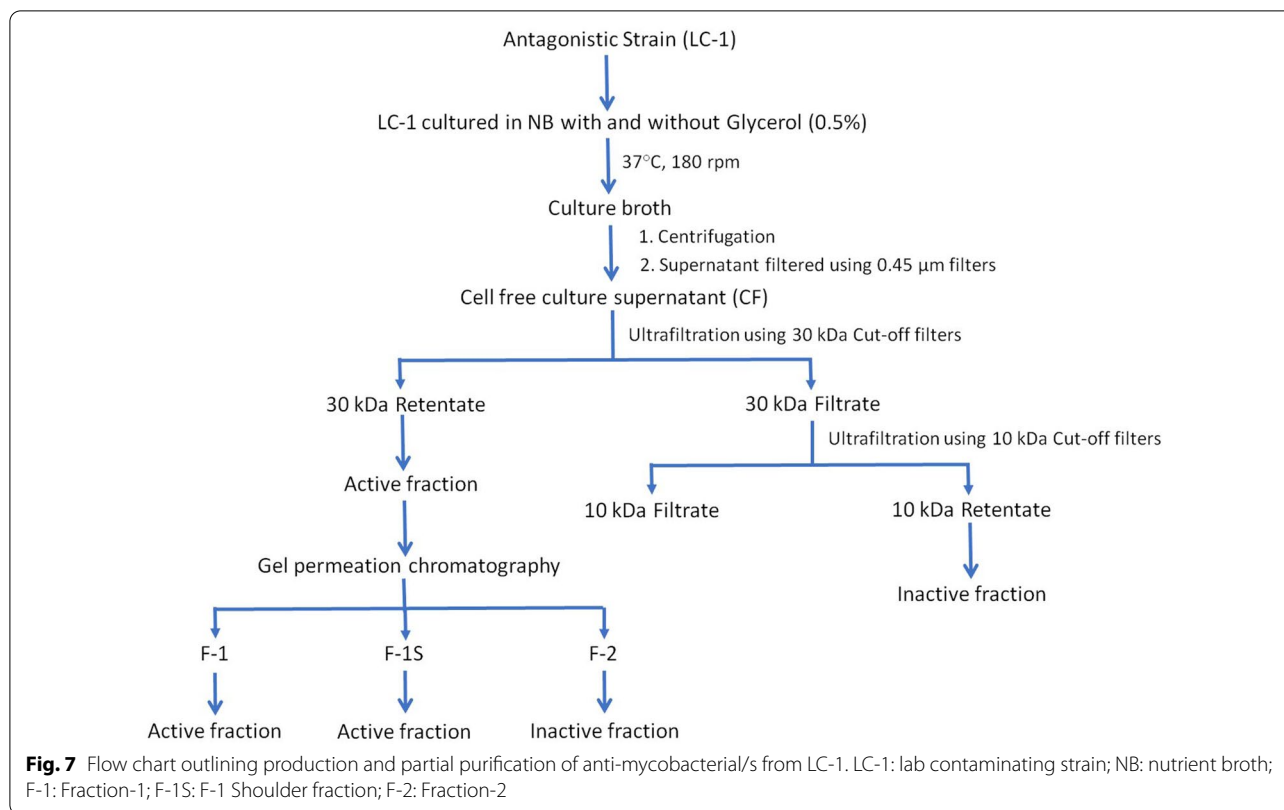 Antagonistic Strain (LC-1)
LC-1 cultured in NB with and without Glycerol (0.5%)
37°C, 180 rpm
Culture broth
1. Centrifugation
2. Supernatant filtered using 0.45 µm filters
Cell free culture supernatant (CF)
Ultrafiltration using 30 kDa Cut-off filters
30 kDa Retentate
30 kDa Filtrate
Ultrafiltration using 10 kDa Cut-off filters
Active fraction
10 kDa Filtrate
10 kDa Retentate
Gel permeation chromatography
Inactive fraction
F-1
F-1S
F-2
Active fraction
Active fraction
Inactive fraction
Fig. 7 Flow chart outlining production and partial purification of anti-mycobacterial/s from LC-1. LC-1: lab contaminating strain; NB: nutrient broth;
F-1: Fraction-1; F-1S: F-1 Shoulder fraction; F-2: Fraction-2